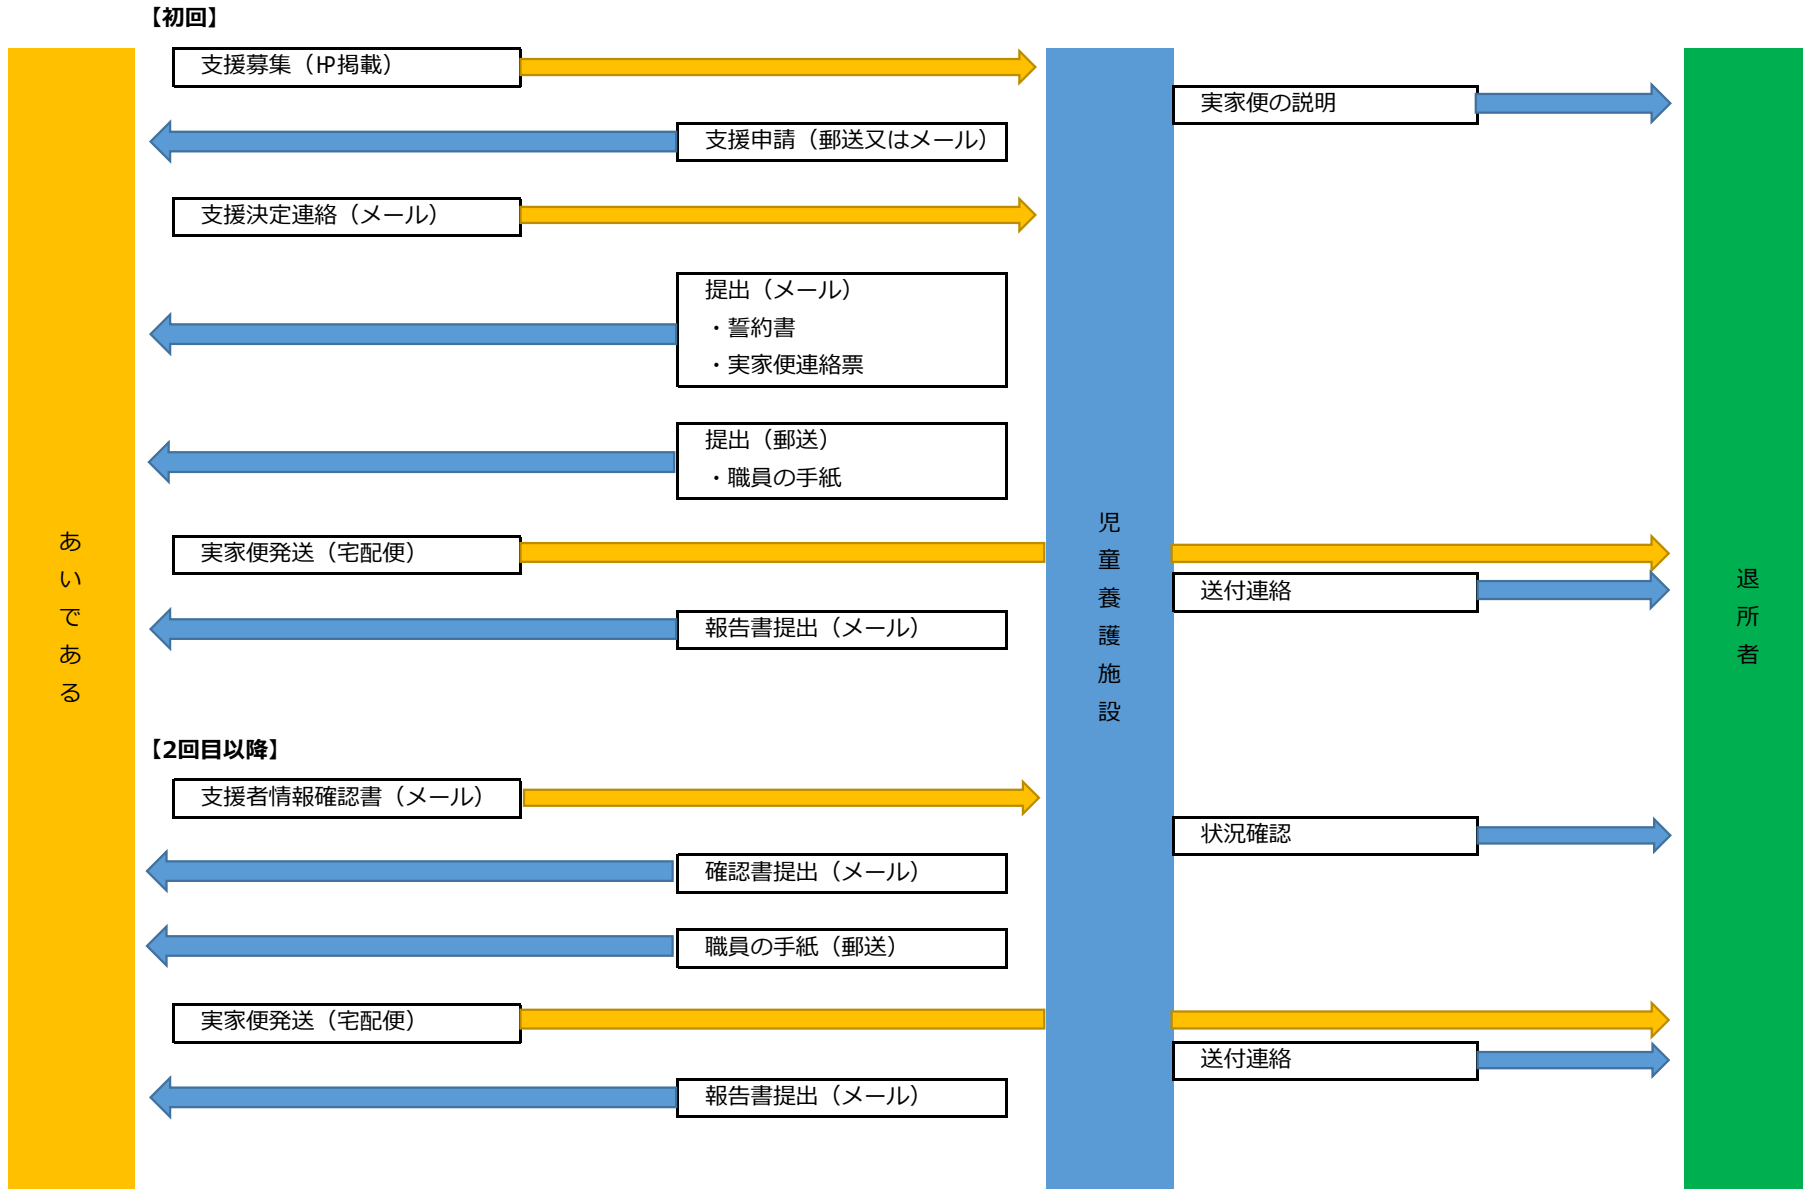 【初回】
支援募集（HP掲載）
実家便の説明
支援申請（郵送又はメール）
支援決定連絡（メール）
提出（メール）
・誓約書
・実家便連絡票
提出（郵送）
・職員の手紙
実家便発送（宅配便）
送付連絡
報告書提出（メール）
あいである
児童養護施設
退所者
【2回目以降】
支援者情報確認書（メール）
状況確認
確認書提出（メール）
職員の手紙（郵送）
実家便発送（宅配便）
送付連絡
報告書提出（メール）